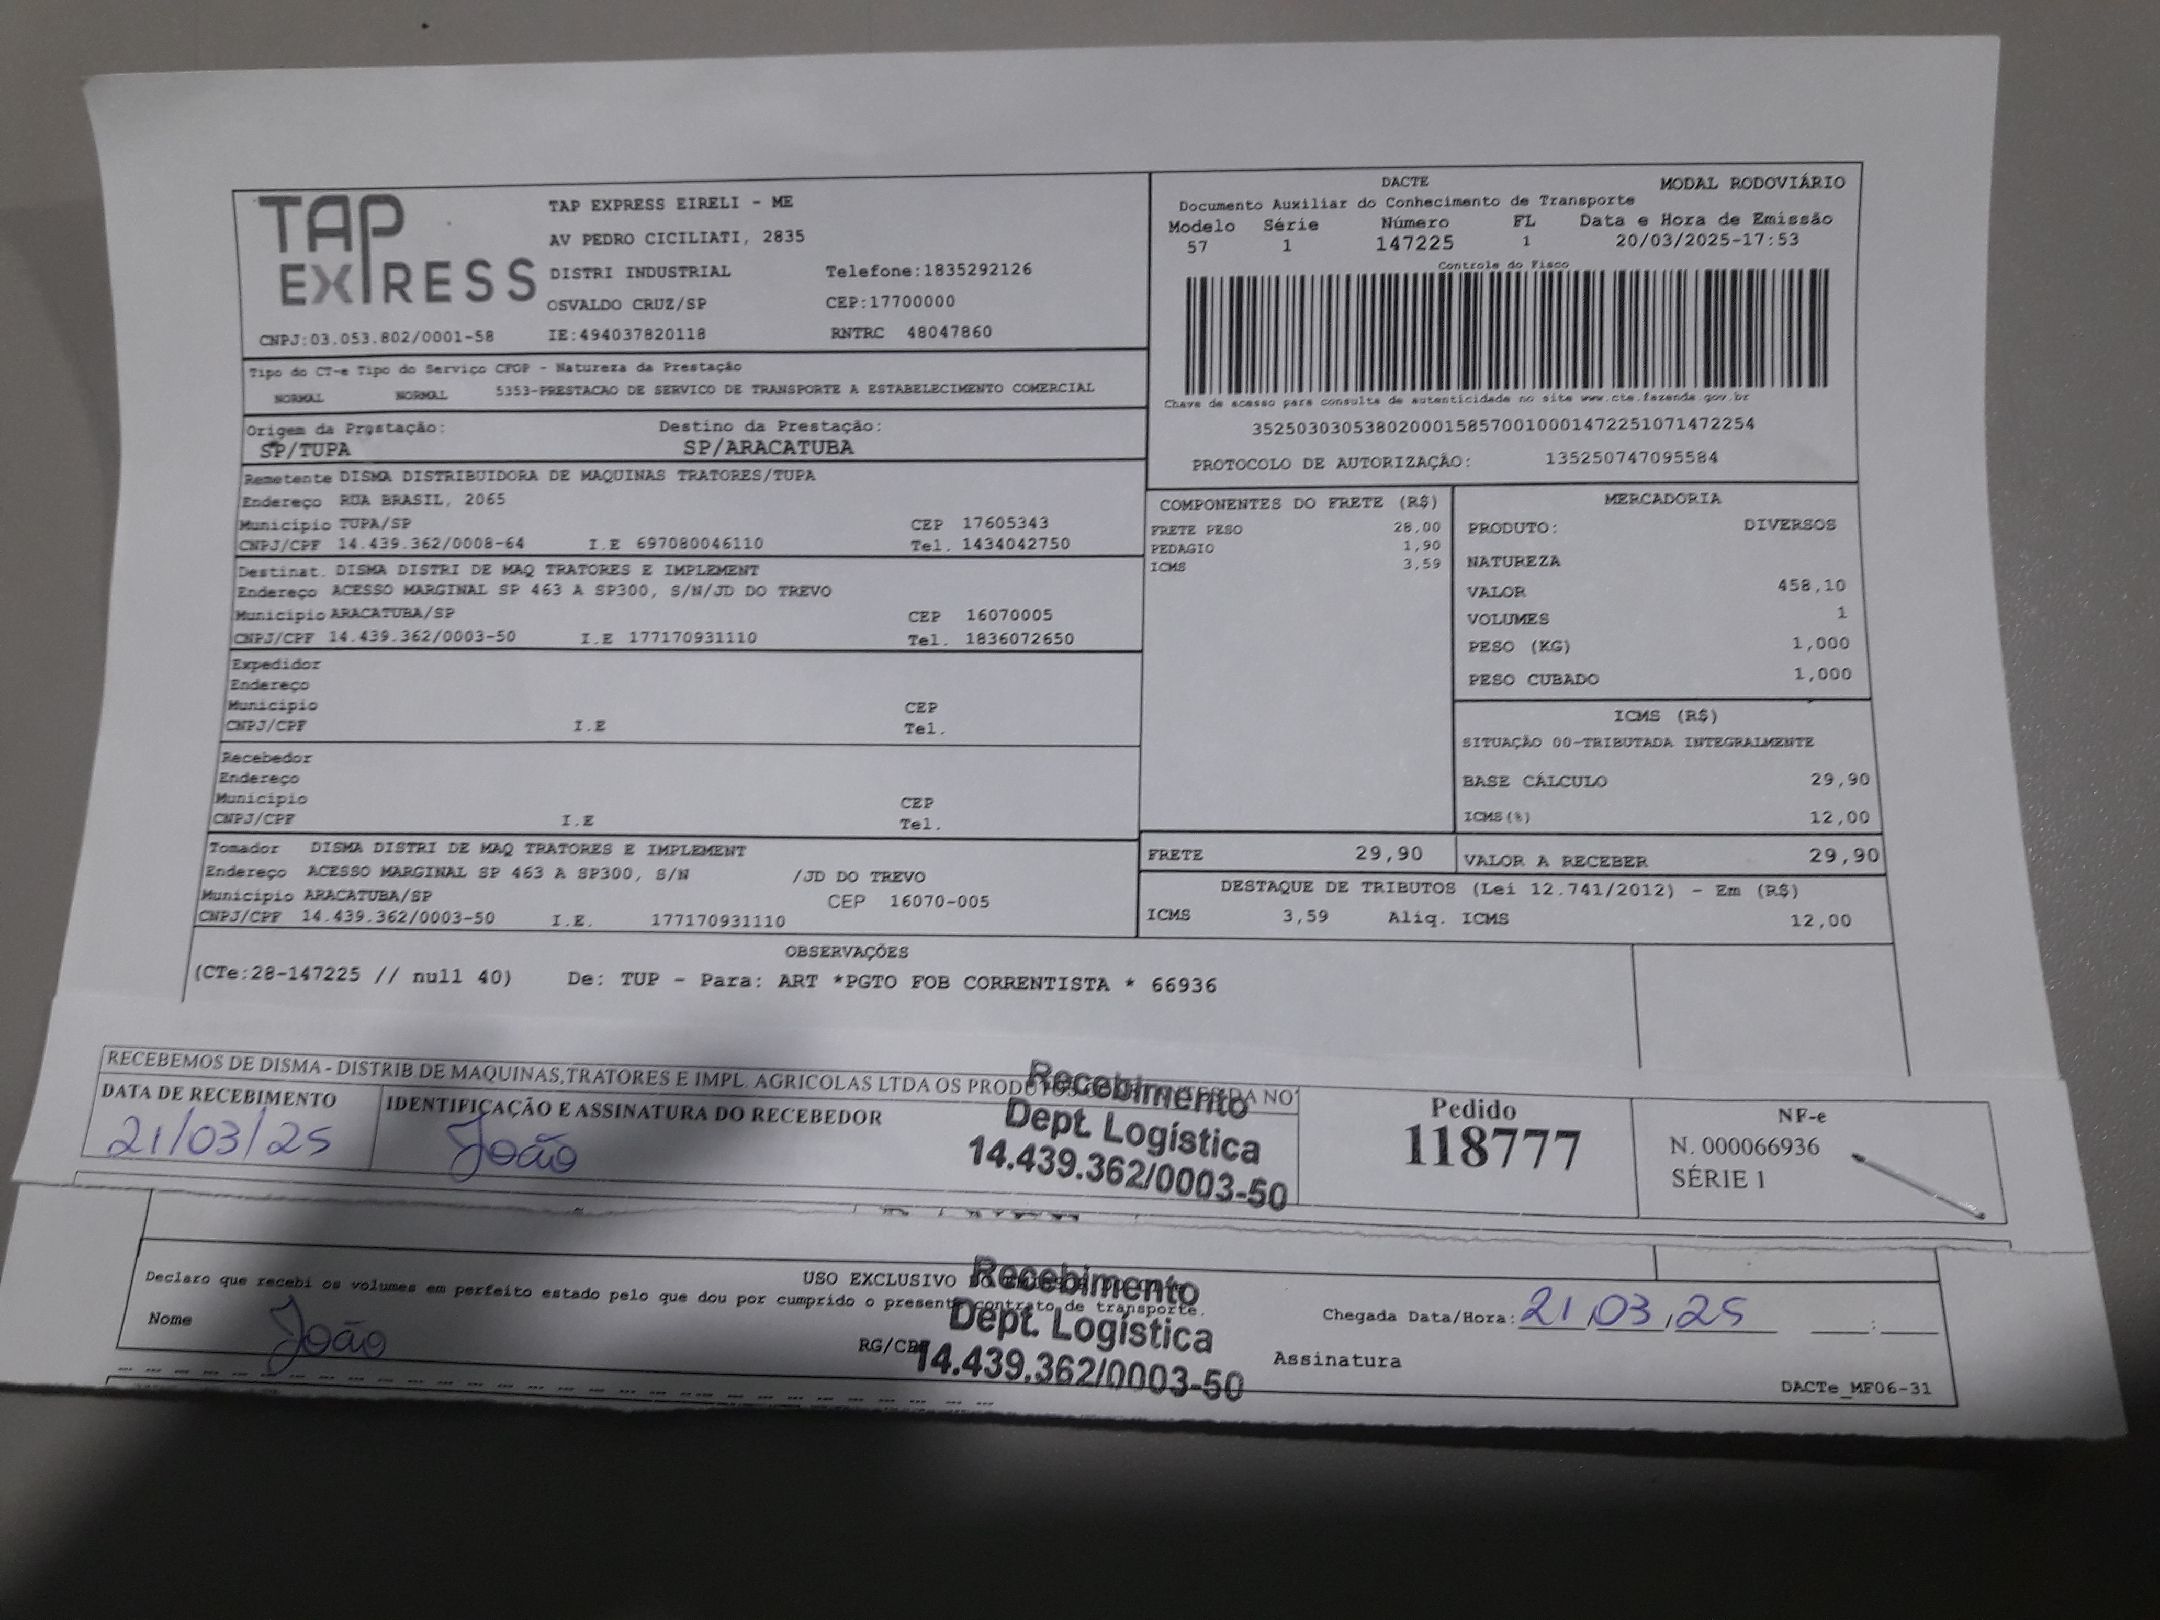 TAP EXPRESS
TAP EXPRESS EIRELI - ME
AV PEDRO CICILIATI, 2835
DISTRI INDUSTRIAL Telefone:1835292126
OSVALDO CRUZ/SP CEP:17700000
CNPJ:03.053.802/0001-58 IE:494037820118 RNTRC 48047860
DACTE MODAL RODOVIÁRIO
Documento Auxiliar do Conhecimento de Transporte
Modelo Série Número FL Data e Hora de Emissão
57 1 147225 1 20/03/2025-17:53
Controle do Fisco
Chave de acesso para consulta de autenticidade no site www.cte.fazenda.gov.br
35250303053802000158570010001472251071472254
PROTOCOLO DE AUTORIZAÇÃO: 135250747095584
Tipo do CT-e Tipo do Serviço CFOP - Natureza da Prestação
NORMAL NORMAL 5353-PRESTACAO DE SERVICO DE TRANSPORTE A ESTABELECIMENTO COMERCIAL
Origem da Prestação: Destino da Prestação:
SP/TUPA SP/ARACATUBA
Remetente DISMA DISTRIBUIDORA DE MAQUINAS TRATORES/TUPA
Endereço RUA BRASIL, 2065
Município TUPA/SP CEP 17605343
CNPJ/CPF 14.439.362/0008-64 I.E 697080046110 Tel. 1434042750
Destinat. DISMA DISTRI DE MAQ TRATORES E IMPLEMENT
Endereço ACESSO MARGINAL SP 463 A SP300, S/N/JD DO TREVO
Município ARACATUBA/SP CEP 16070005
CNPJ/CPF 14.439.362/0003-50 I.E 177170931110 Tel. 1836072650
Expedidor
Endereço
Município CEP
CNPJ/CPF I.E Tel.
Recebedor
Endereço
Município CEP
CNPJ/CPF I.E Tel.
Tomador DISMA DISTRI DE MAQ TRATORES E IMPLEMENT
Endereço ACESSO MARGINAL SP 463 A SP300, S/N /JD DO TREVO
Município ARACATUBA/SP CEP 16070-005
CNPJ/CPF 14.439.362/0003-50 I.E. 177170931110
COMPONENTES DO FRETE (R$)
FRETE PESO 28,00
PEDAGIO 1,90
ICMS 3,59
MERCADORIA
PRODUTO: DIVERSOS
NATUREZA
VALOR 458,10
VOLUMES 1
PESO (KG) 1,000
PESO CUBADO 1,000
ICMS (R$)
SITUAÇÃO 00-TRIBUTADA INTEGRALMENTE
BASE CÁLCULO 29,90
ICMS(%) 12,00
FRETE 29,90 VALOR A RECEBER 29,90
DESTAQUE DE TRIBUTOS (Lei 12.741/2012) - Em (R$)
ICMS 3,59 Aliq. ICMS 12,00
OBSERVAÇÕES
(CTe:28-147225 // null 40) De: TUP - Para: ART *PGTO FOB CORRENTISTA * 66936
RECEBEMOS DE DISMA - DISTRIB DE MAQUINAS,TRATORES E IMPL. AGRICOLAS LTDA OS
DATA DE RECEBIMENTO IDENTIFICAÇÃO E ASSINATURA DO RECEBEDOR
21/03/25 João
Recebimento
Dept. Logística
14.439.362/0003-50
Pedido
118777
NF-e
N. 000066936
SÉRIE 1
USO EXCLUSIVO
Declaro que recebi os volumes em perfeito estado pelo que dou por cumprido o presente contrato de transporte.
Nome João RG/
Recebimento
Dept. Logística
14.439.362/0003-50
Chegada Data/Hora: 21/03/25 :
Assinatura
DACTe_MF06-31